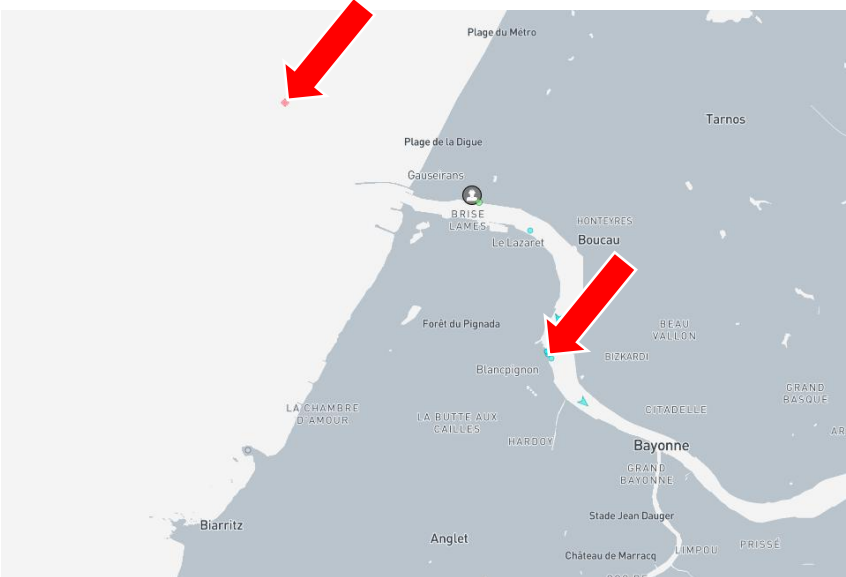 Plage du Métro
Tarnos
Plage de la Digue
Gauseirans
BRISE
LAMES
HONTEYRES
Le Lazaret
Boucau
Forêt du Pignada
BEAU
VALLON
BIZKARDI
Blancpignon
GRAND
BASQUE
LA CHAMBRE
D'AMOUR
CITADELLE
LA BUTTE AUX
CAILLES
AR
HARDOY
Bayonne
GRAND
BAYONNE
Stade Jean Dauger
Biarritz
Anglet
LIMPOU
PRISSÉ
Château de Marracq